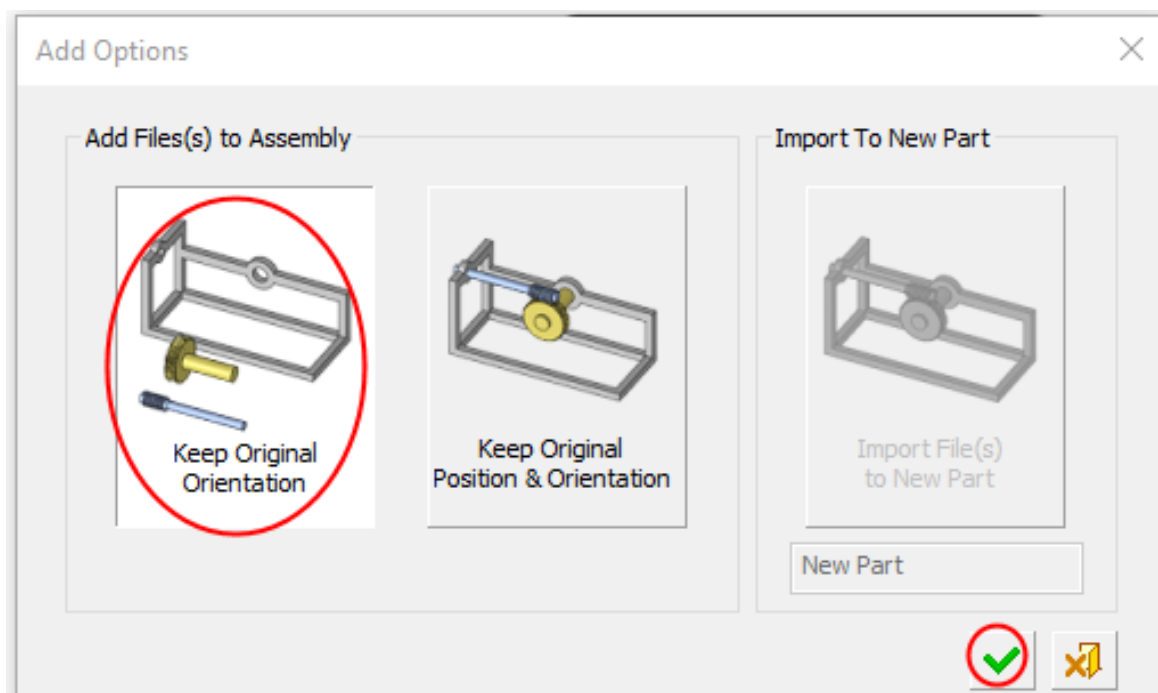 Add Options
Add Files(s) to Assembly
Import To New Part
Keep Original
Orientation
Keep Original
Position & Orientation
Import File(s)
to New Part
New Part